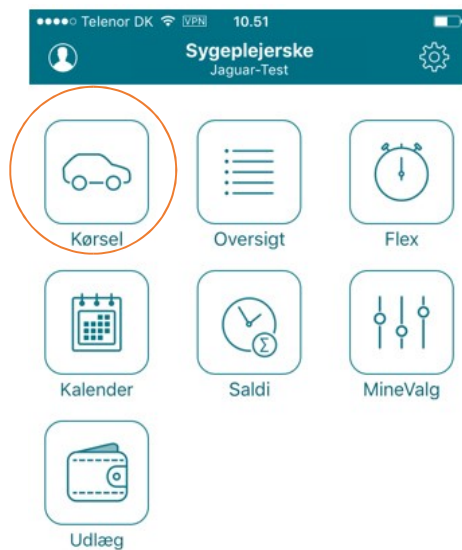 Telenor DK VPN 10.51
Sygeplejerske
Jaguar-Test
Kørsel Oversigt Flex
Σ
Kalender Saldi MineValg
Udlæg